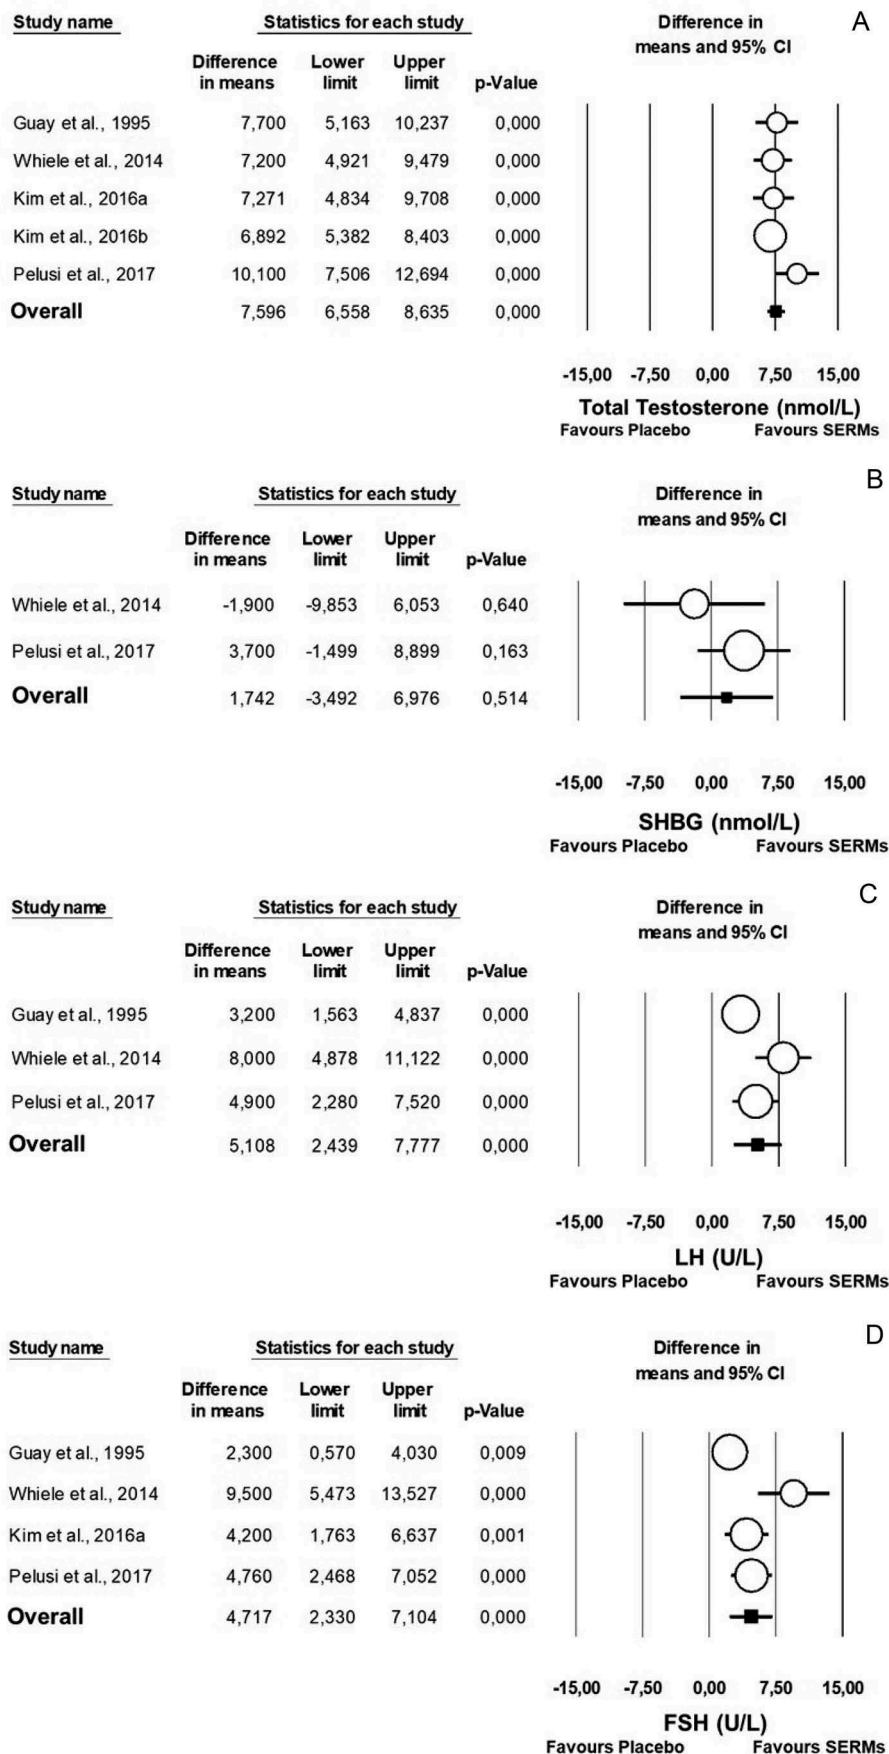 A
Study name Statistics for each study Difference in
means and 95% CI
Difference Lower Upper
in means limit limit p-Value
Guay et al., 1995 7,700 5,163 10,237 0,000
Whiele et al., 2014 7,200 4,921 9,479 0,000
Kim et al., 2016a 7,271 4,834 9,708 0,000
Kim et al., 2016b 6,892 5,382 8,403 0,000
Pelusi et al., 2017 10,100 7,506 12,694 0,000
Overall 7,596 6,558 8,635 0,000
-15,00 -7,50 0,00 7,50 15,00
Total Testosterone (nmol/L)
Favours Placebo Favours SERMs
B
Study name Statistics for each study Difference in
means and 95% CI
Difference Lower Upper
in means limit limit p-Value
Whiele et al., 2014 -1,900 -9,853 6,053 0,640
Pelusi et al., 2017 3,700 -1,499 8,899 0,163
Overall 1,742 -3,492 6,976 0,514
-15,00 -7,50 0,00 7,50 15,00
SHBG (nmol/L)
Favours Placebo Favours SERMs
C
Study name Statistics for each study Difference in
means and 95% CI
Difference Lower Upper
in means limit limit p-Value
Guay et al., 1995 3,200 1,563 4,837 0,000
Whiele et al., 2014 8,000 4,878 11,122 0,000
Pelusi et al., 2017 4,900 2,280 7,520 0,000
Overall 5,108 2,439 7,777 0,000
-15,00 -7,50 0,00 7,50 15,00
LH (U/L)
Favours Placebo Favours SERMs
D
Study name Statistics for each study Difference in
means and 95% CI
Difference Lower Upper
in means limit limit p-Value
Guay et al., 1995 2,300 0,570 4,030 0,009
Whiele et al., 2014 9,500 5,473 13,527 0,000
Kim et al., 2016a 4,200 1,763 6,637 0,001
Pelusi et al., 2017 4,760 2,468 7,052 0,000
Overall 4,717 2,330 7,104 0,000
-15,00 -7,50 0,00 7,50 15,00
FSH (U/L)
Favours Placebo Favours SERMs